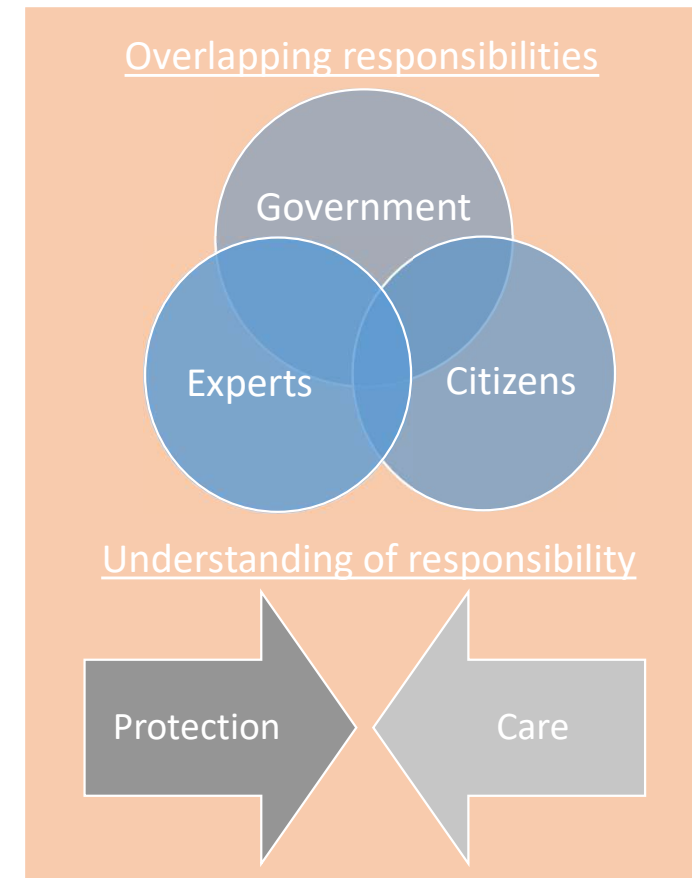 Overlapping responsibilities
Government
Experts
Citizens
Understanding of responsibility
Protection
Care